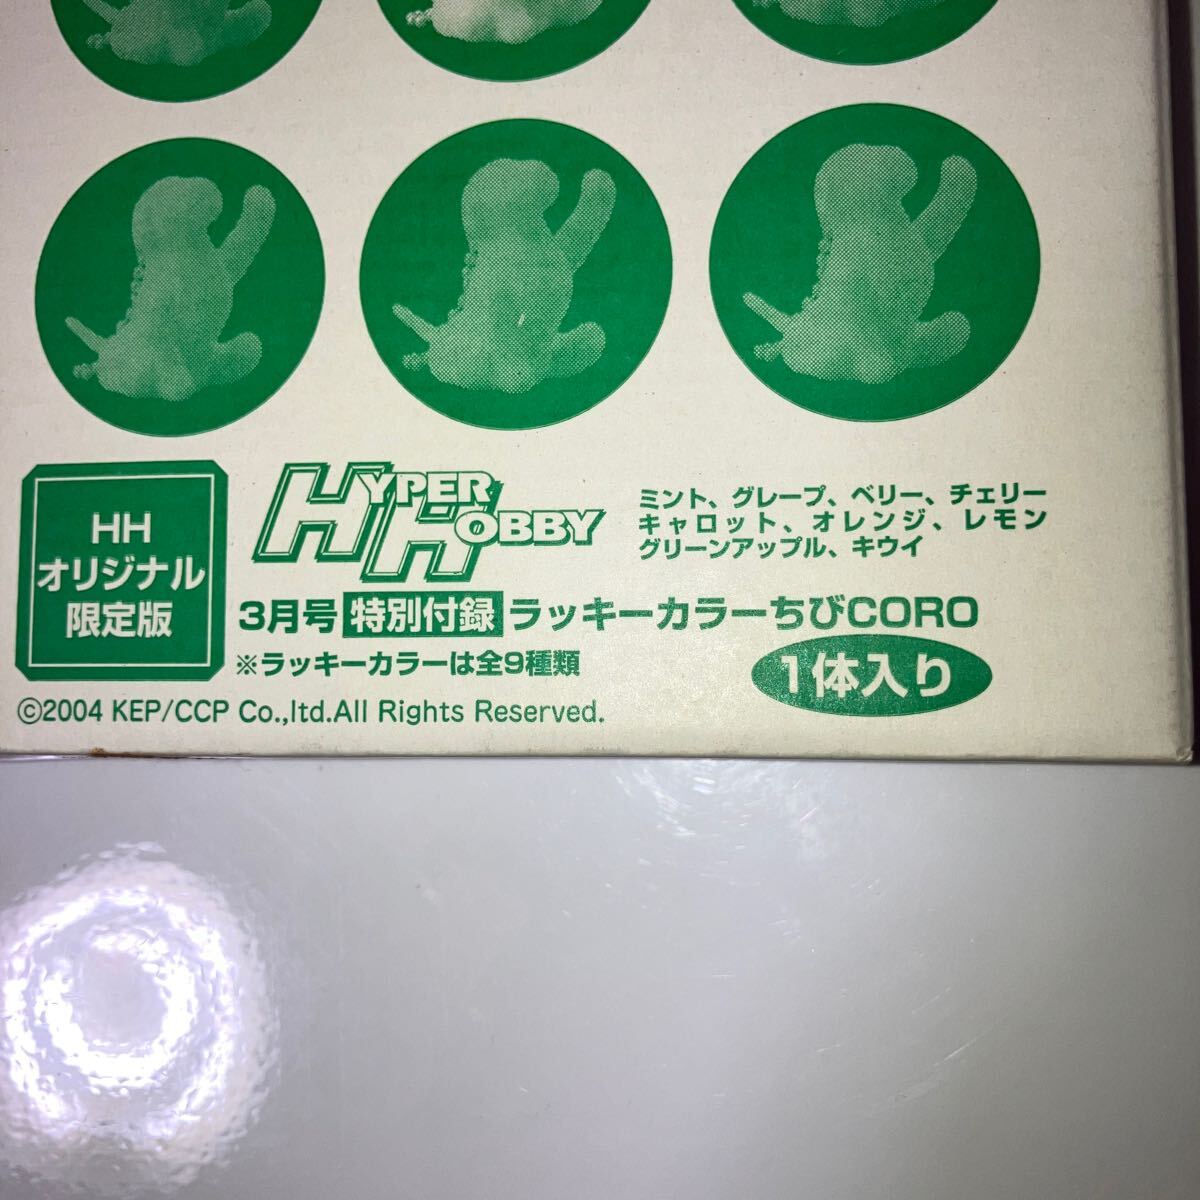 HH
オリジナル
限定版
HYPER
HOBBY
ミント、グレープ、ベリー、チェリー
キャロット、オレンジ、レモン
グリーンアップル、キウイ
3月号 特別付録 ラッキーカラーちびCORO
※ラッキーカラーは全9種類
1体入り
©2004 KEP/CCP Co.,ltd.All Rights Reserved.